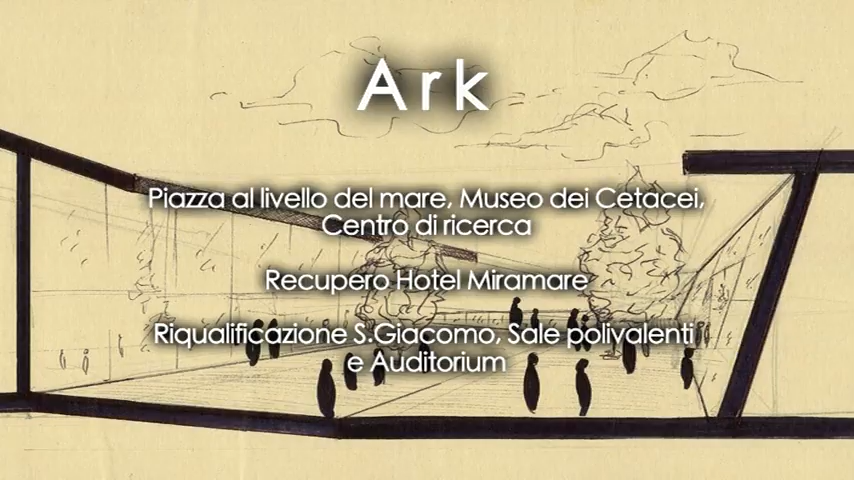 Ark
Piazza al livello del mare, Museo dei Cetacei,
Centro di ricerca
Recupero Hotel Miramare
Riqualificazione S.Giacomo, Sale polivalenti
e Auditorium